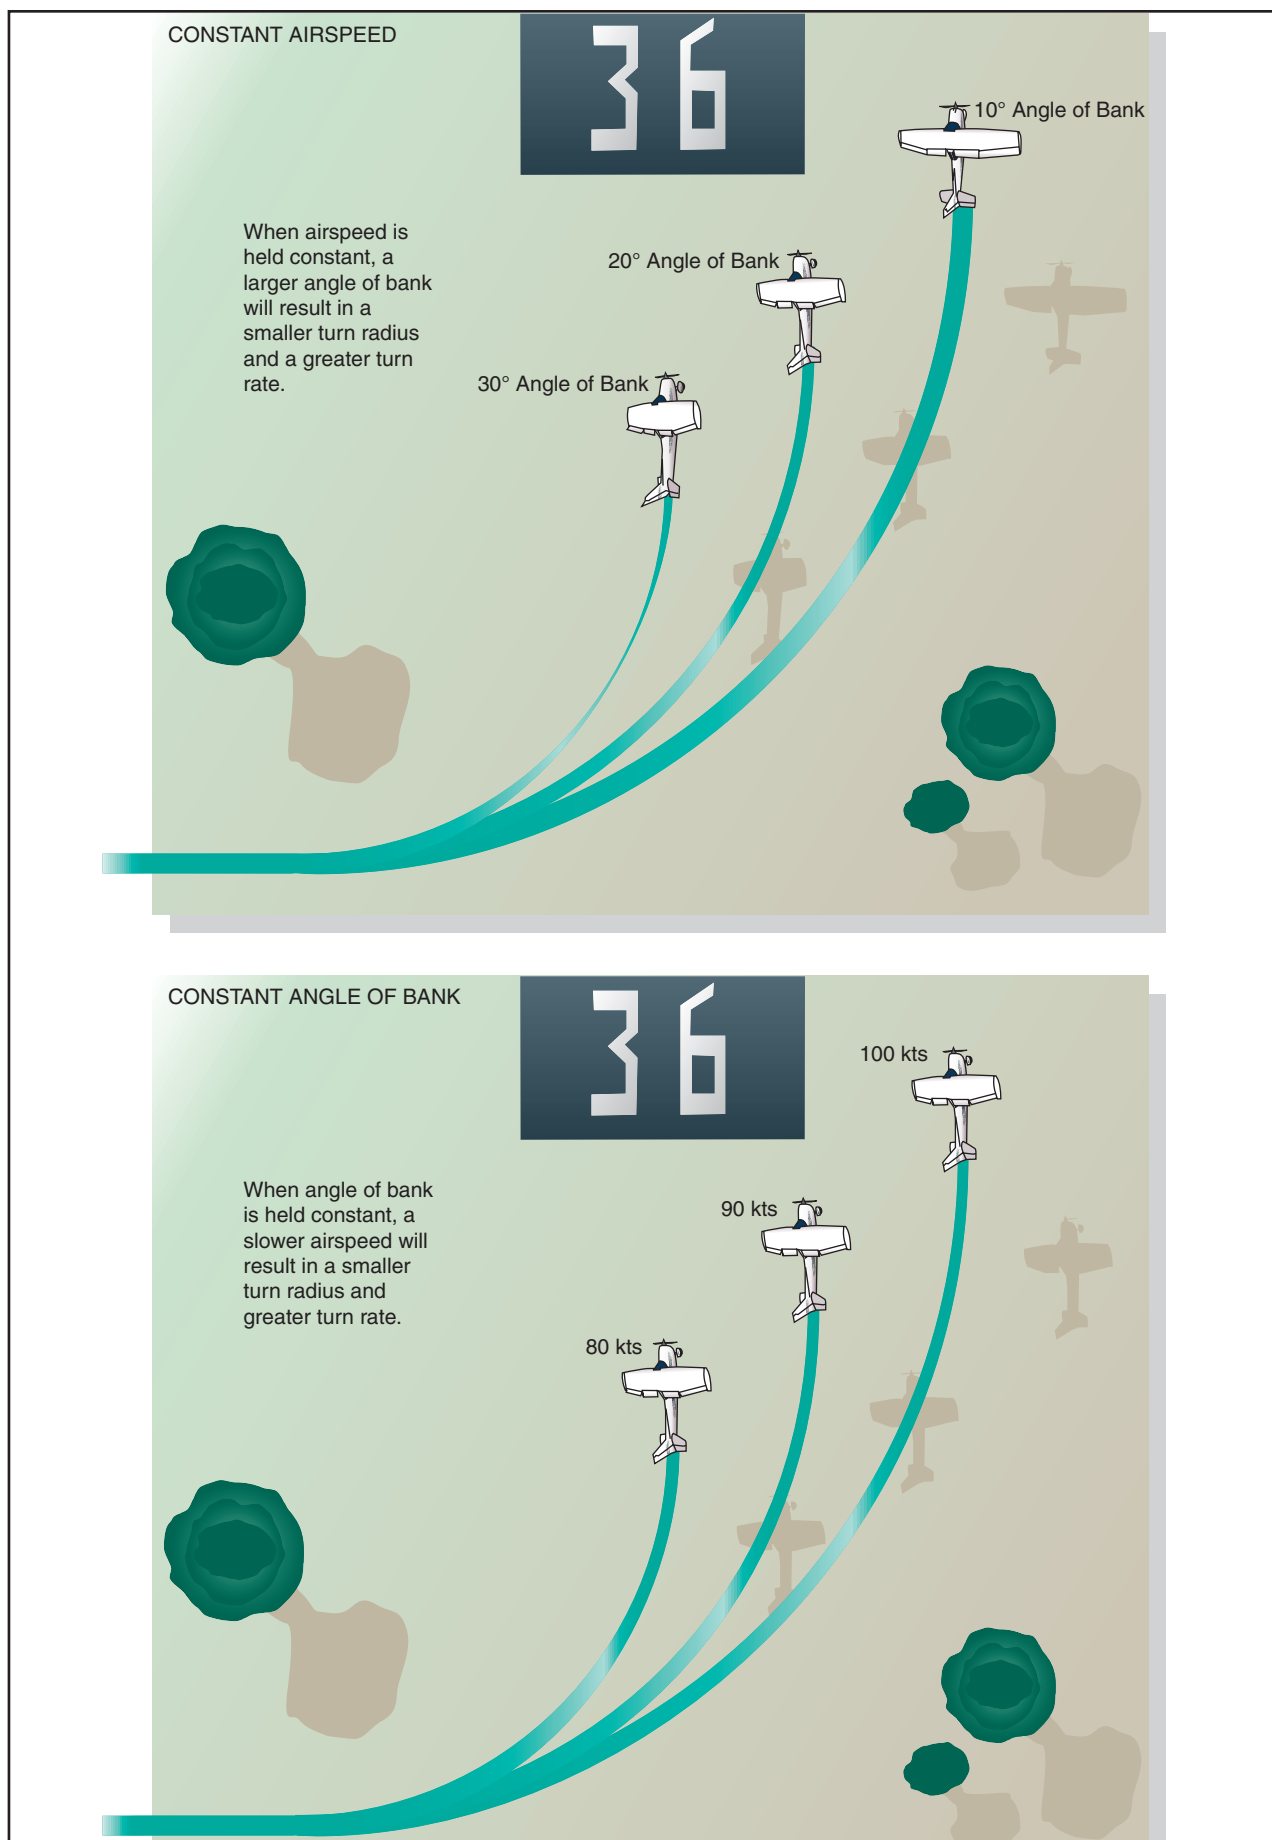 CONSTANT AIRSPEED
36
10° Angle of Bank
When airspeed is
held constant, a
larger angle of bank
will result in a
smaller turn radius
and a greater turn
rate.
20° Angle of Bank
30° Angle of Bank
CONSTANT ANGLE OF BANK
36
100 kts
When angle of bank
is held constant, a
slower airspeed will
result in a smaller
turn radius and
greater turn rate.
90 kts
80 kts